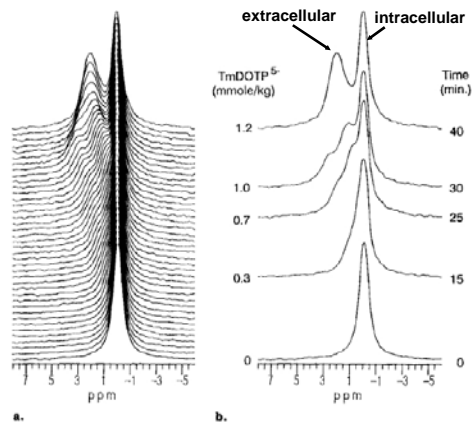 extracellular intracellular
TmDOTP5- Time
(mmole/kg) (min.)
1.2 40
1.0 30
0.7 25
0.3 15
0 0
7 5 3 1 -1 -3 -5 7 5 3 1 -1 -3 -5
ppm ppm
a. b.